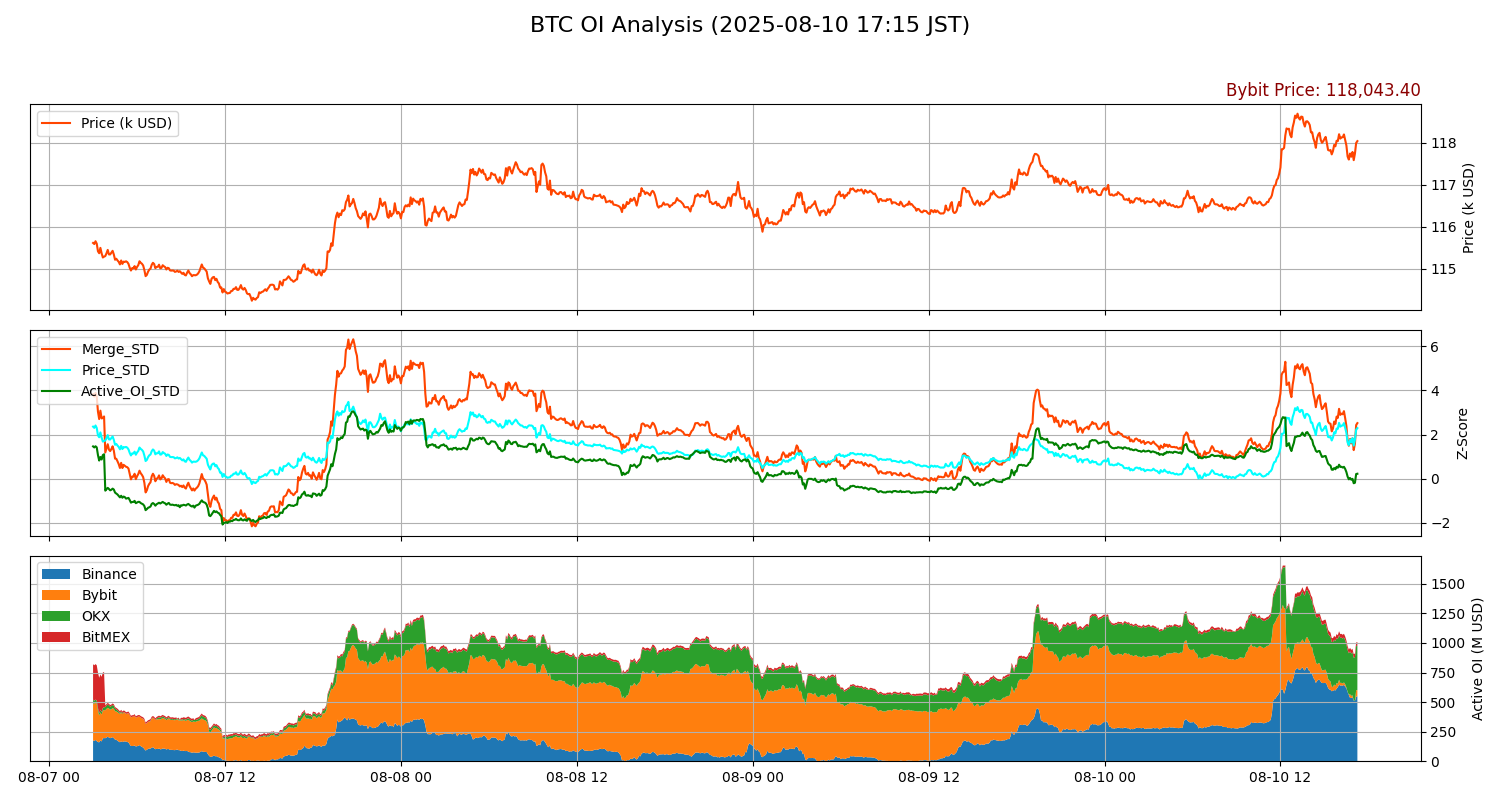 BTC OI Analysis (2025-08-10 17:15 JST)
Bybit Price: 118,043.40
Price (k USD)
118
117
116
115
Price (k USD)
Merge_STD
Price_STD
Active_OI_STD
6
4
2
0
−2
Z-Score
Binance
Bybit
OKX
BitMEX
1500
1250
1000
750
500
250
0
Active OI (M USD)
08-07 00
08-07 12
08-08 00
08-08 12
08-09 00
08-09 12
08-10 00
08-10 12